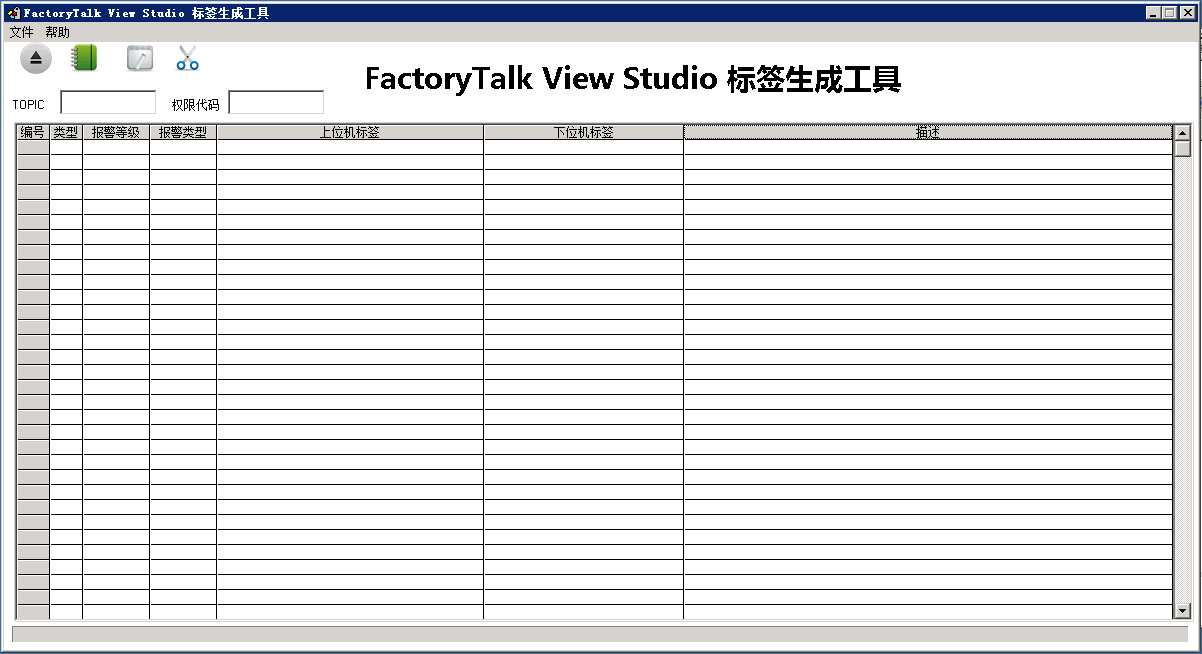 FactoryTalk View Studio 标签生成工具
文件 帮助
FactoryTalk View Studio 标签生成工具
TOPIC 权限代码
编号 类型 报警等级 报警类型 上位机标签 下位机标签 描述